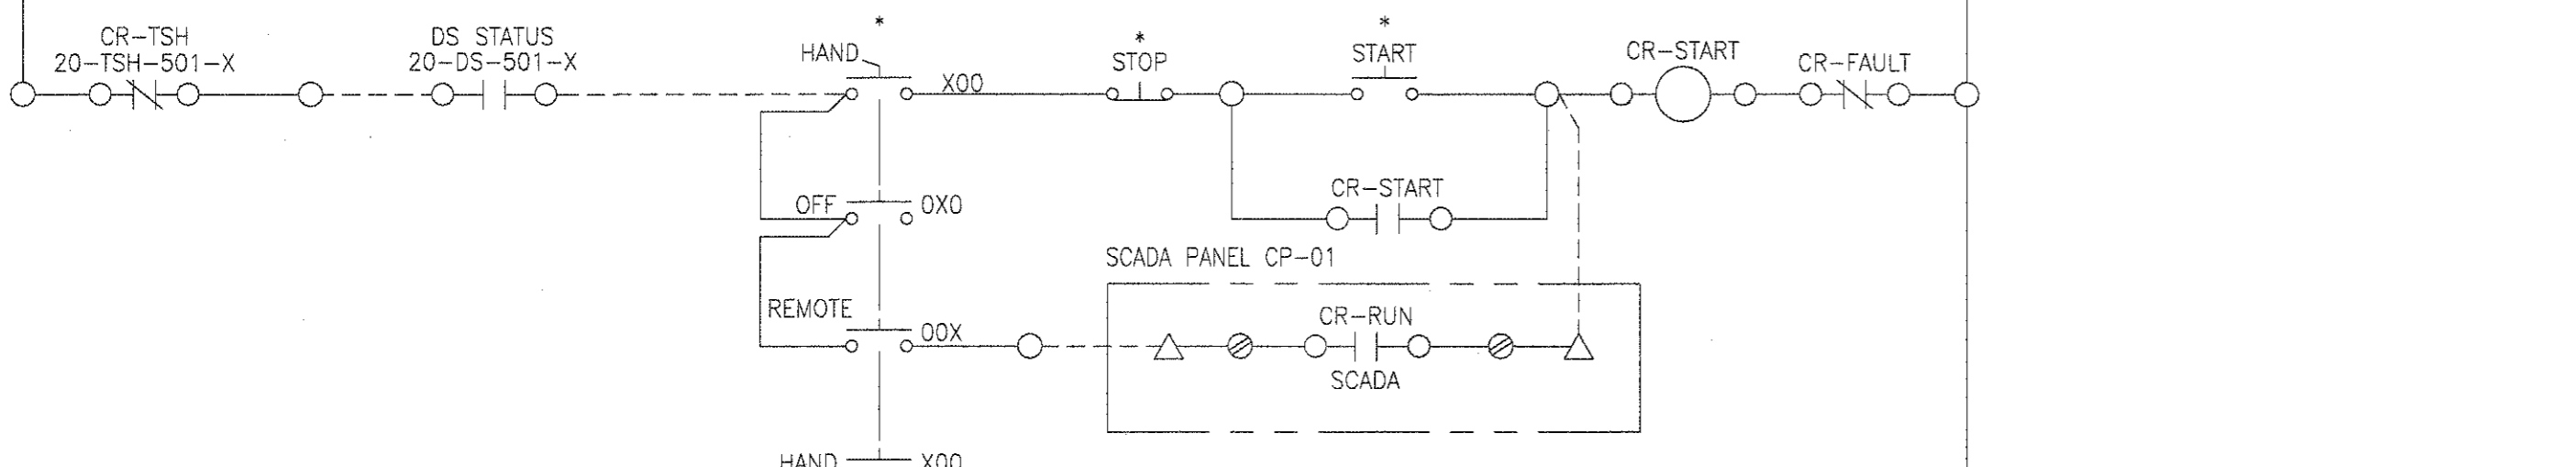 *
*
*
CR-TSH
20-TSH-501-X
DS STATUS
20-DS-501-X
HAND
X00
STOP
START
CR-START
CR-FAULT
OFF
0X0
CR-START
SCADA PANEL CP-01
REMOTE
00X
CR-RUN
SCADA
HAND
X00